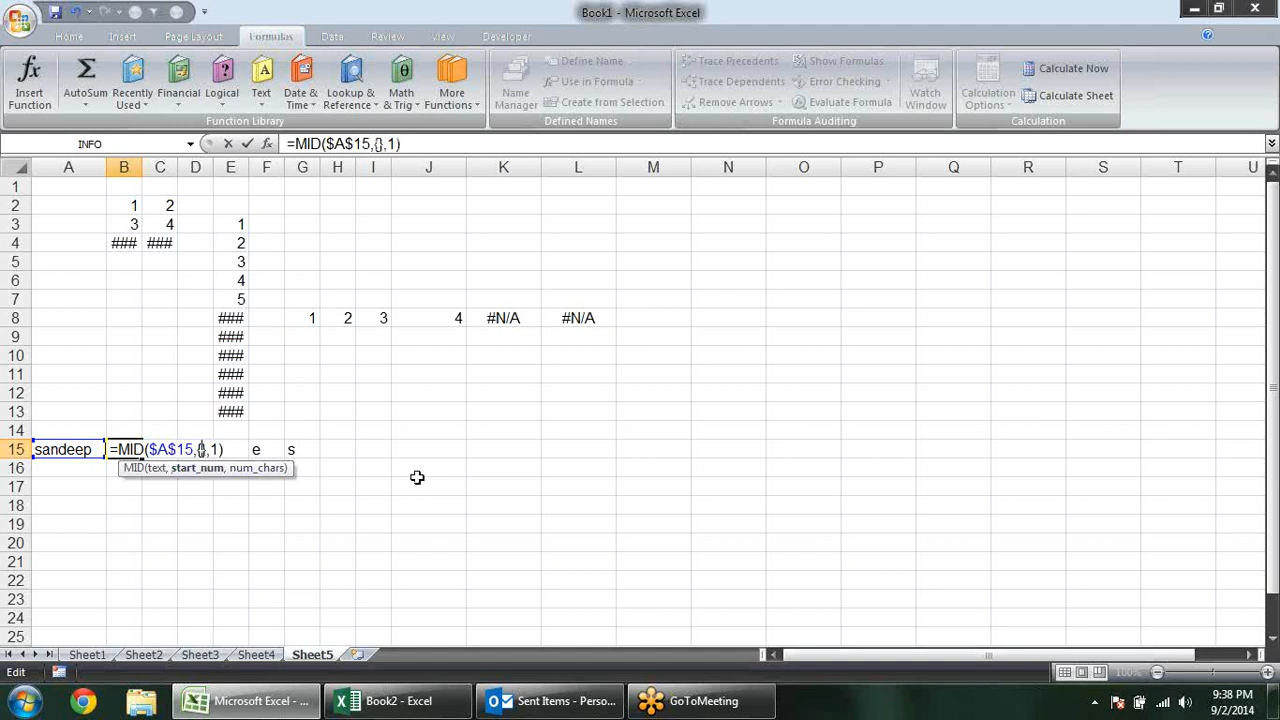 Book1 - Microsoft Excel
Home Insert Page Layout Formulas Data Review View Developer
fx Insert Function
Σ AutoSum
Recently Used
Financial
Logical
Text
Date & Time
Lookup & Reference
Math & Trig
More Functions
Function Library
Name Manager
Define Name
Use in Formula
Create from Selection
Defined Names
Trace Precedents
Trace Dependents
Remove Arrows
Show Formulas
Error Checking
Evaluate Formula
Formula Auditing
Watch Window
Calculation Options
Calculate Now
Calculate Sheet
Calculation
INFO fx =MID($A$15,{},1)
A B C D E F G H I J K L M N O P Q R S T U
1
2 1 2
3 3 4 1
4 ### ### 2
5 3
6 4
7 5
8 ### 1 2 3 4 #N/A #N/A
9 ###
10 ###
11 ###
12 ###
13 ###
14
15 sandeep =MID($A$15,{},1) e s
16 MID(text, start_num, num_chars)
17
18
19
20
21
22
23
24
25
Sheet1 Sheet2 Sheet3 Sheet4 Sheet5
Edit 100%
Microsoft Excel - ... Book2 - Excel Sent Items - Perso... GoToMeeting
9:38 PM
9/2/2014